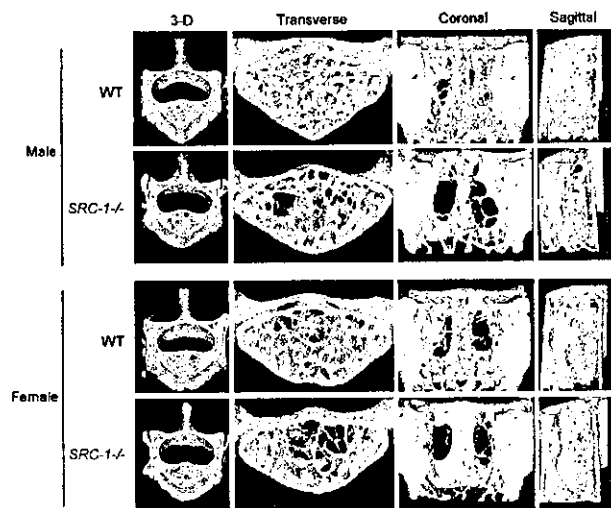 3-D Transverse Coronal Sagittal
WT
Male
SRC-1-/-
WT
Female
SRC-1-/-